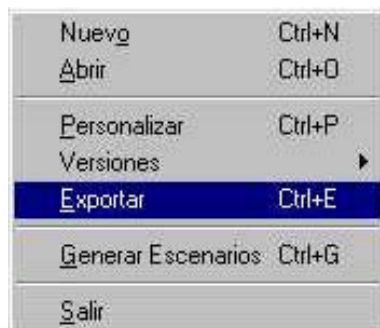 Nuevo Ctrl+N
Abrir Ctrl+O
Personalizar Ctrl+P
Versiones
Exportar Ctrl+E
Generar Escenarios Ctrl+G
Salir